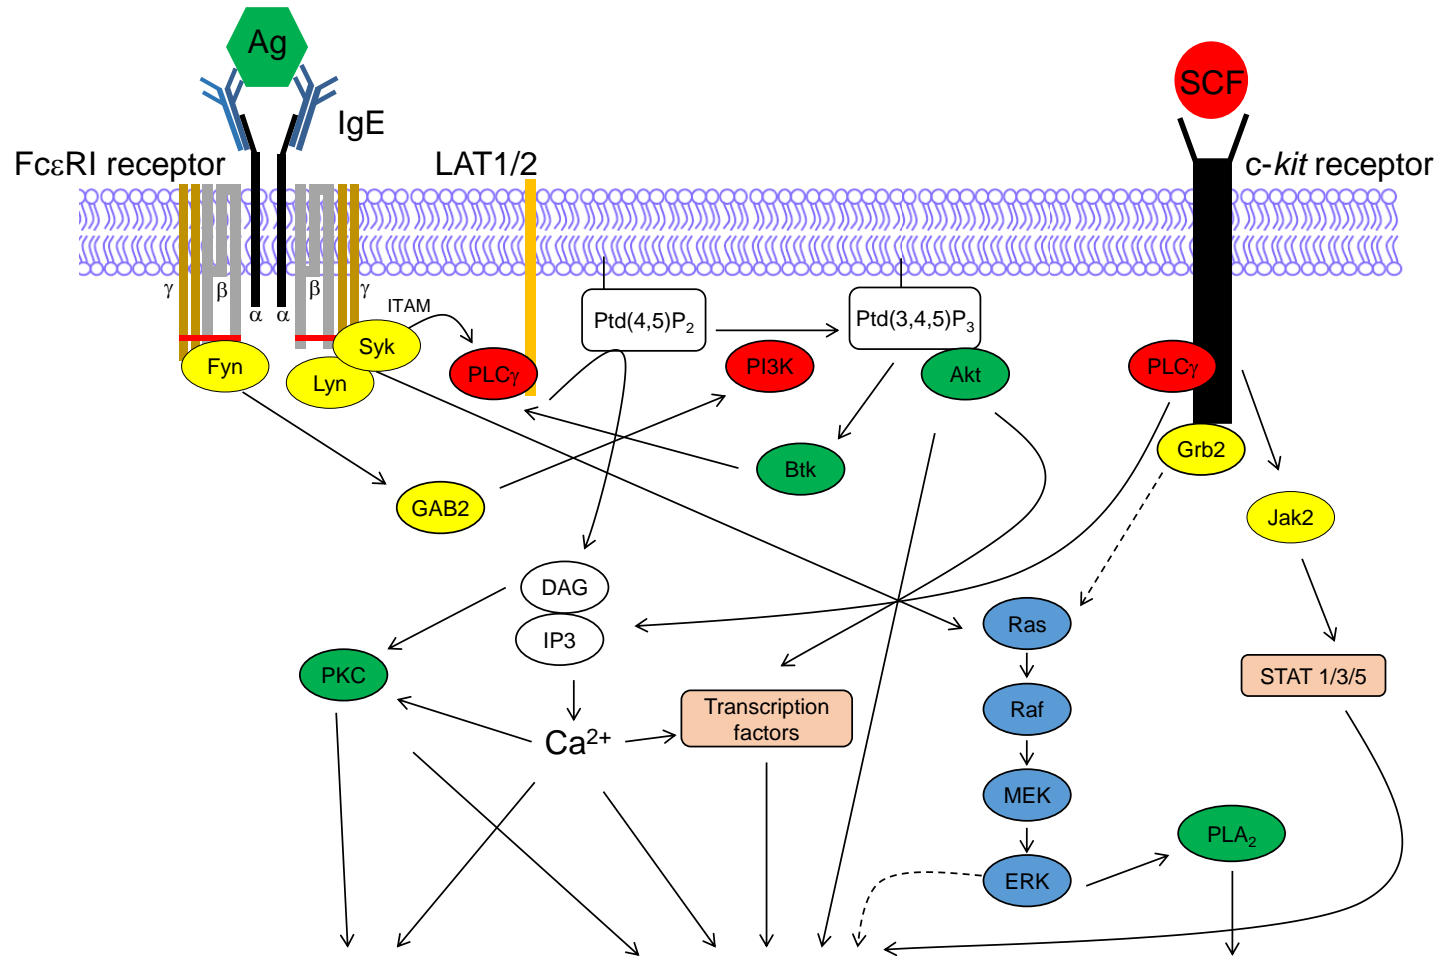 Ag
SCF
IgE
FcεRI receptor
LAT1/2
c-kit receptor
γ
β
α
α
β
γ
ITAM
Ptd(4,5)P₂
Ptd(3,4,5)P₃
Syk
Fyn
Lyn
PLCγ
PI3K
Akt
PLCγ
Grb2
Btk
GAB2
Jak2
DAG
IP3
Ras
PKC
STAT 1/3/5
Raf
Transcription
factors
Ca²⁺
MEK
PLA₂
ERK